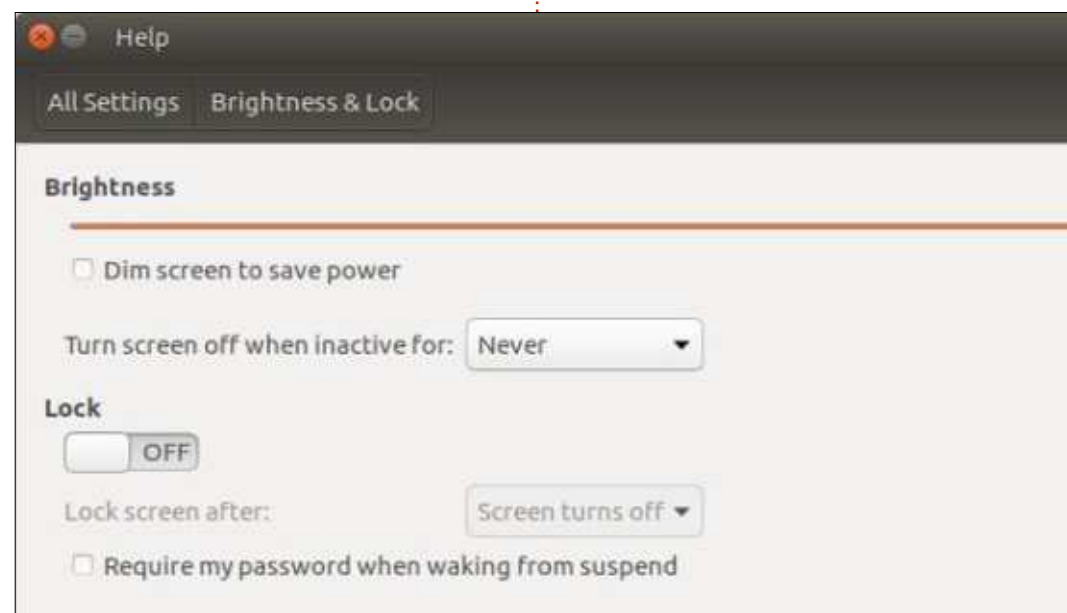 Help
All Settings Brightness & Lock
Brightness
Dim screen to save power
Turn screen off when inactive for: Never
Lock
OFF
Lock screen after: Screen turns off
Require my password when waking from suspend